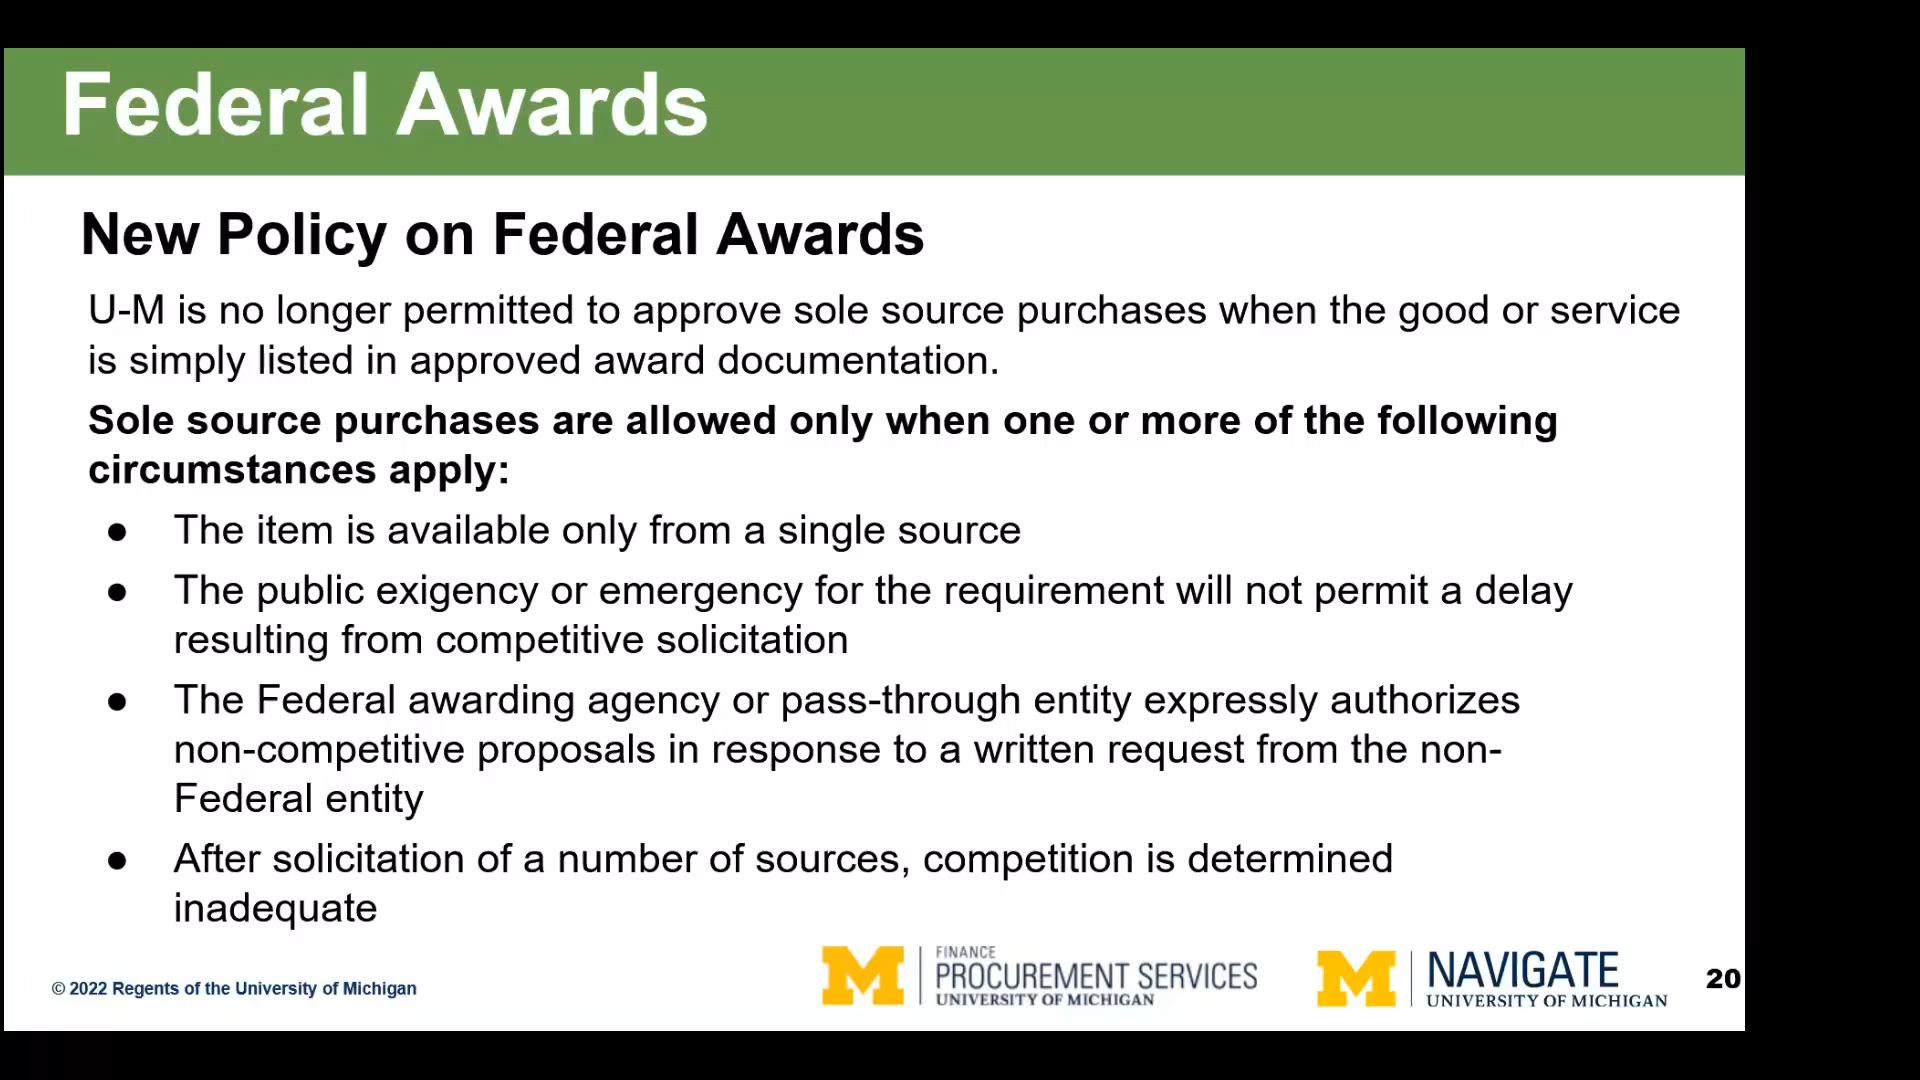 Federal Awards
New Policy on Federal Awards
U-M is no longer permitted to approve sole source purchases when the good or service
is simply listed in approved award documentation.
Sole source purchases are allowed only when one or more of the following
circumstances apply:
● The item is available only from a single source
● The public exigency or emergency for the requirement will not permit a delay
resulting from competitive solicitation
● The Federal awarding agency or pass-through entity expressly authorizes
non-competitive proposals in response to a written request from the non-
Federal entity
● After solicitation of a number of sources, competition is determined
inadequate
© 2022 Regents of the University of Michigan
M
FINANCE
PROCUREMENT SERVICES
UNIVERSITY OF MICHIGAN
M
NAVIGATE
UNIVERSITY OF MICHIGAN
20